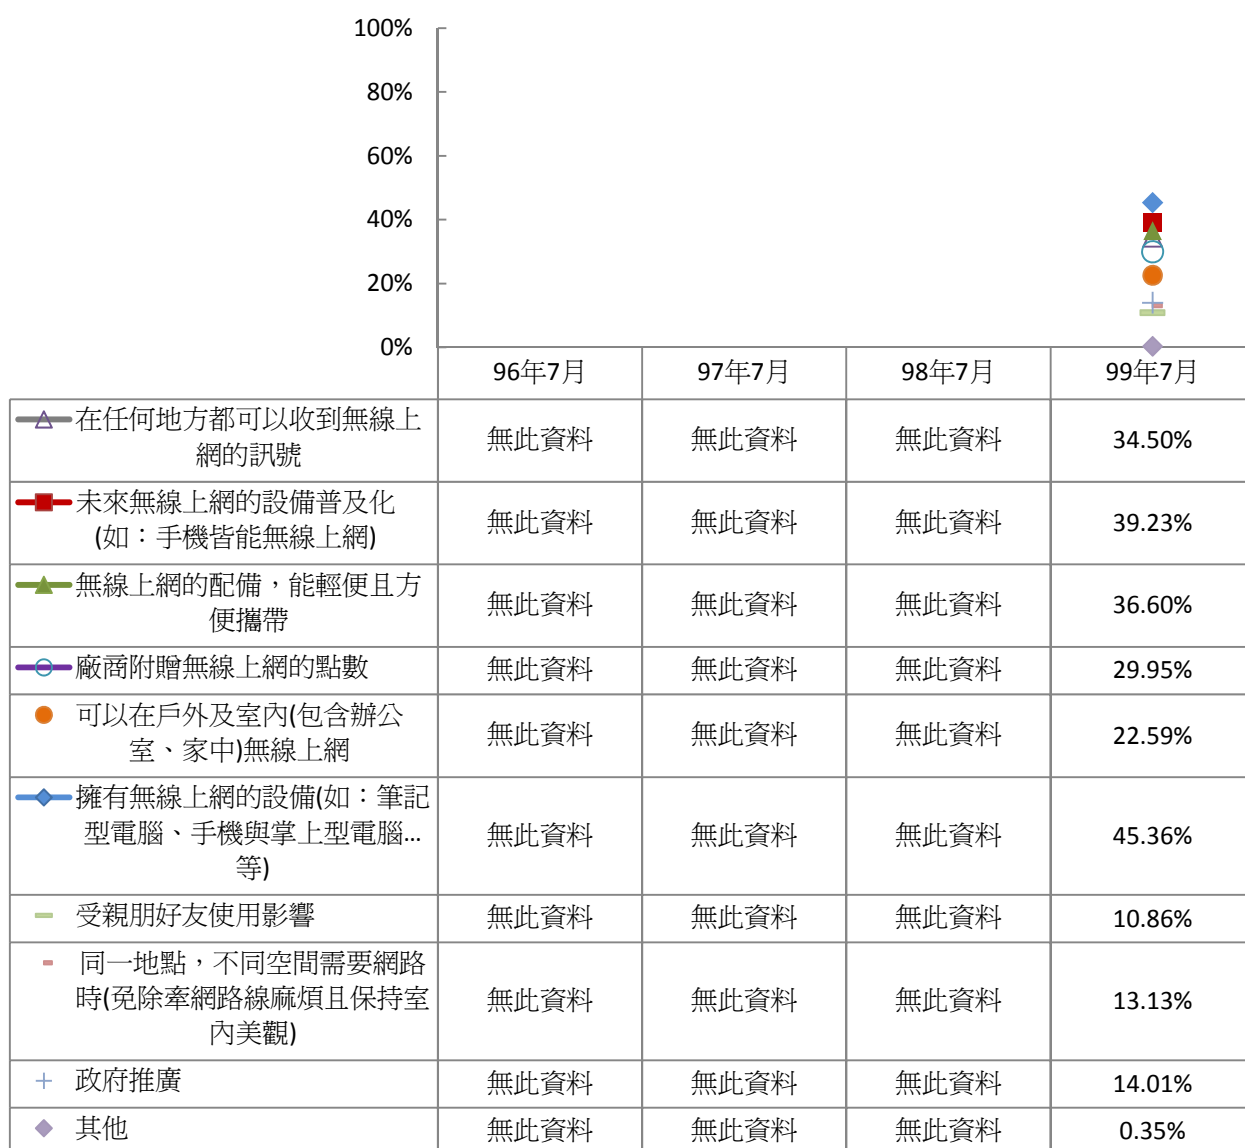 100%
80%
60%
40%
20%
0%
96年7月 97年7月 98年7月 99年7月
在任何地方都可以收到無線上
網的訊號
無此資料 無此資料 無此資料 34.50%
未來無線上網的設備普及化
(如：手機皆能無線上網)
無此資料 無此資料 無此資料 39.23%
無線上網的配備，能輕便且方
便攜帶
無此資料 無此資料 無此資料 36.60%
廠商附贈無線上網的點數 無此資料 無此資料 無此資料 29.95%
可以在戶外及室內(包含辦公
室、家中)無線上網
無此資料 無此資料 無此資料 22.59%
擁有無線上網的設備(如：筆記
型電腦、手機與掌上型電腦...
等)
無此資料 無此資料 無此資料 45.36%
受親朋好友使用影響 無此資料 無此資料 無此資料 10.86%
同一地點，不同空間需要網路
時(免除牽網路線麻煩且保持室
內美觀)
無此資料 無此資料 無此資料 13.13%
政府推廣 無此資料 無此資料 無此資料 14.01%
其他 無此資料 無此資料 無此資料 0.35%